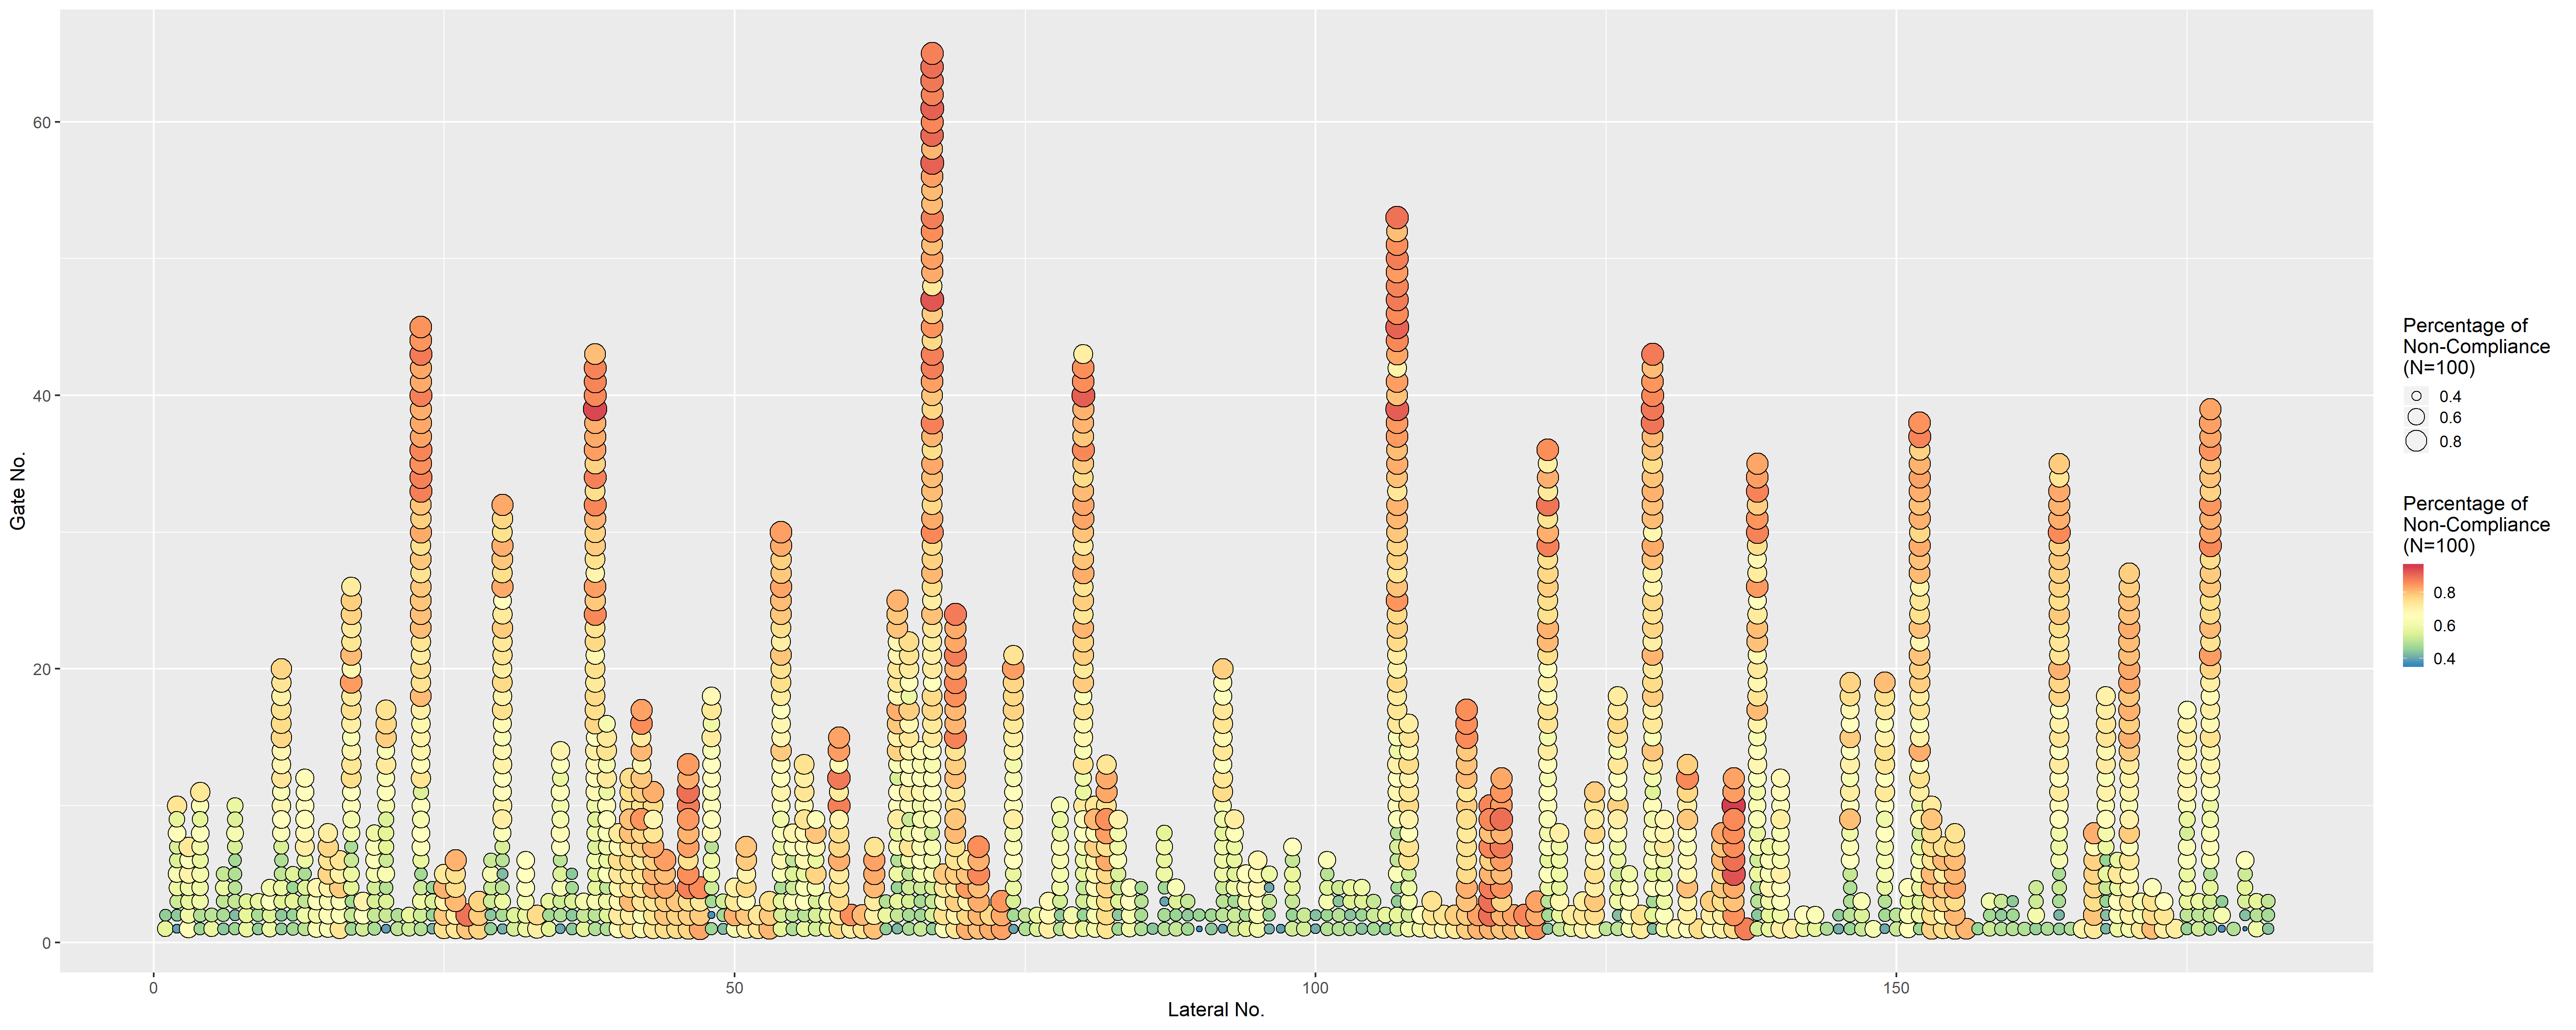 60
40
20
0
Gate No.
0
50
100
150
Lateral No.
Percentage of
Non-Compliance
(N=100)
0.4
0.6
0.8
Percentage of
Non-Compliance
(N=100)
0.8
0.6
0.4